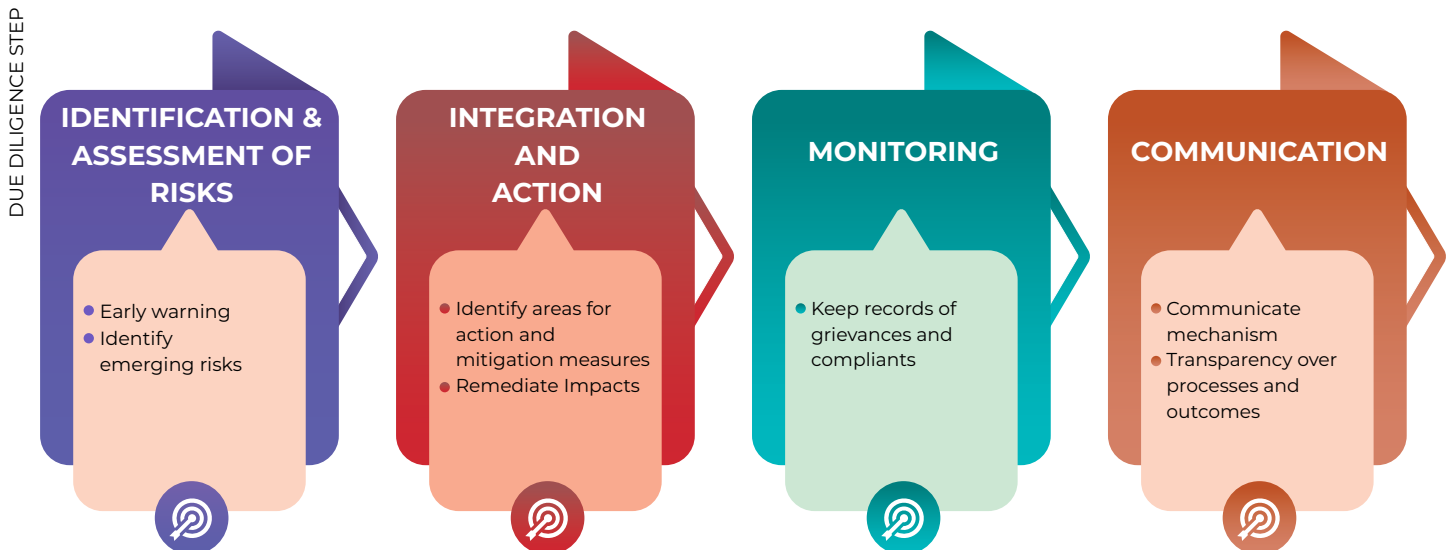 DUE DILIGENCE STEP
IDENTIFICATION &
ASSESSMENT OF
RISKS
Early warning
Identify
emerging risks
INTEGRATION
AND
ACTION
Identify areas for
action and
mitigation measures
Remediate Impacts
MONITORING
Keep records of
grievances and
compliants
COMMUNICATION
Communicate
mechanism
Transparency over
processes and
outcomes